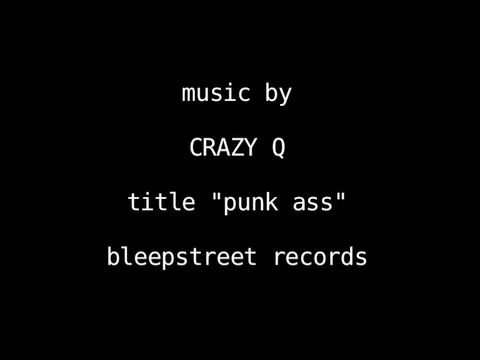 music by
CRAZY Q
title "punk ass"
bleepstreet records